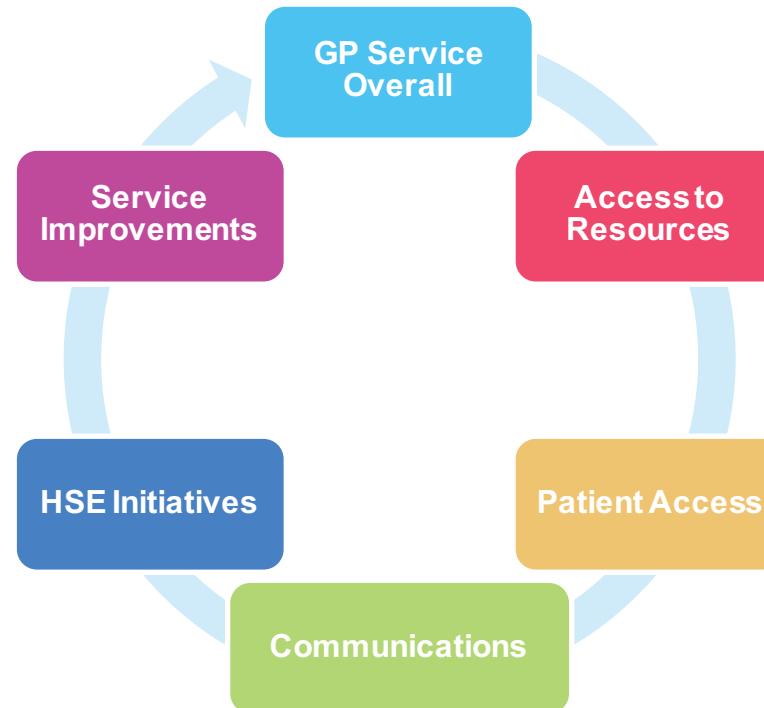 GP Service
Overall
Access to
Resources
Patient Access
Communications
HSE Initiatives
Service
Improvements